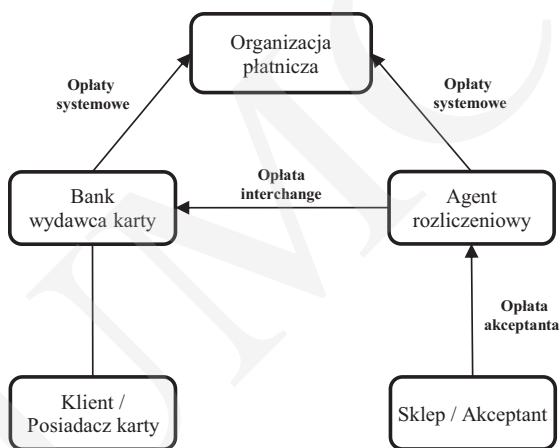 Organizacja
płatnicza
Opłaty
systemowe
Opłaty
systemowe
Opłata
interchange
Bank
wydawca karty
Agent
rozliczeniowy
Opłata
akceptanta
Klient /
Posiadacz karty
Sklep / Akceptant